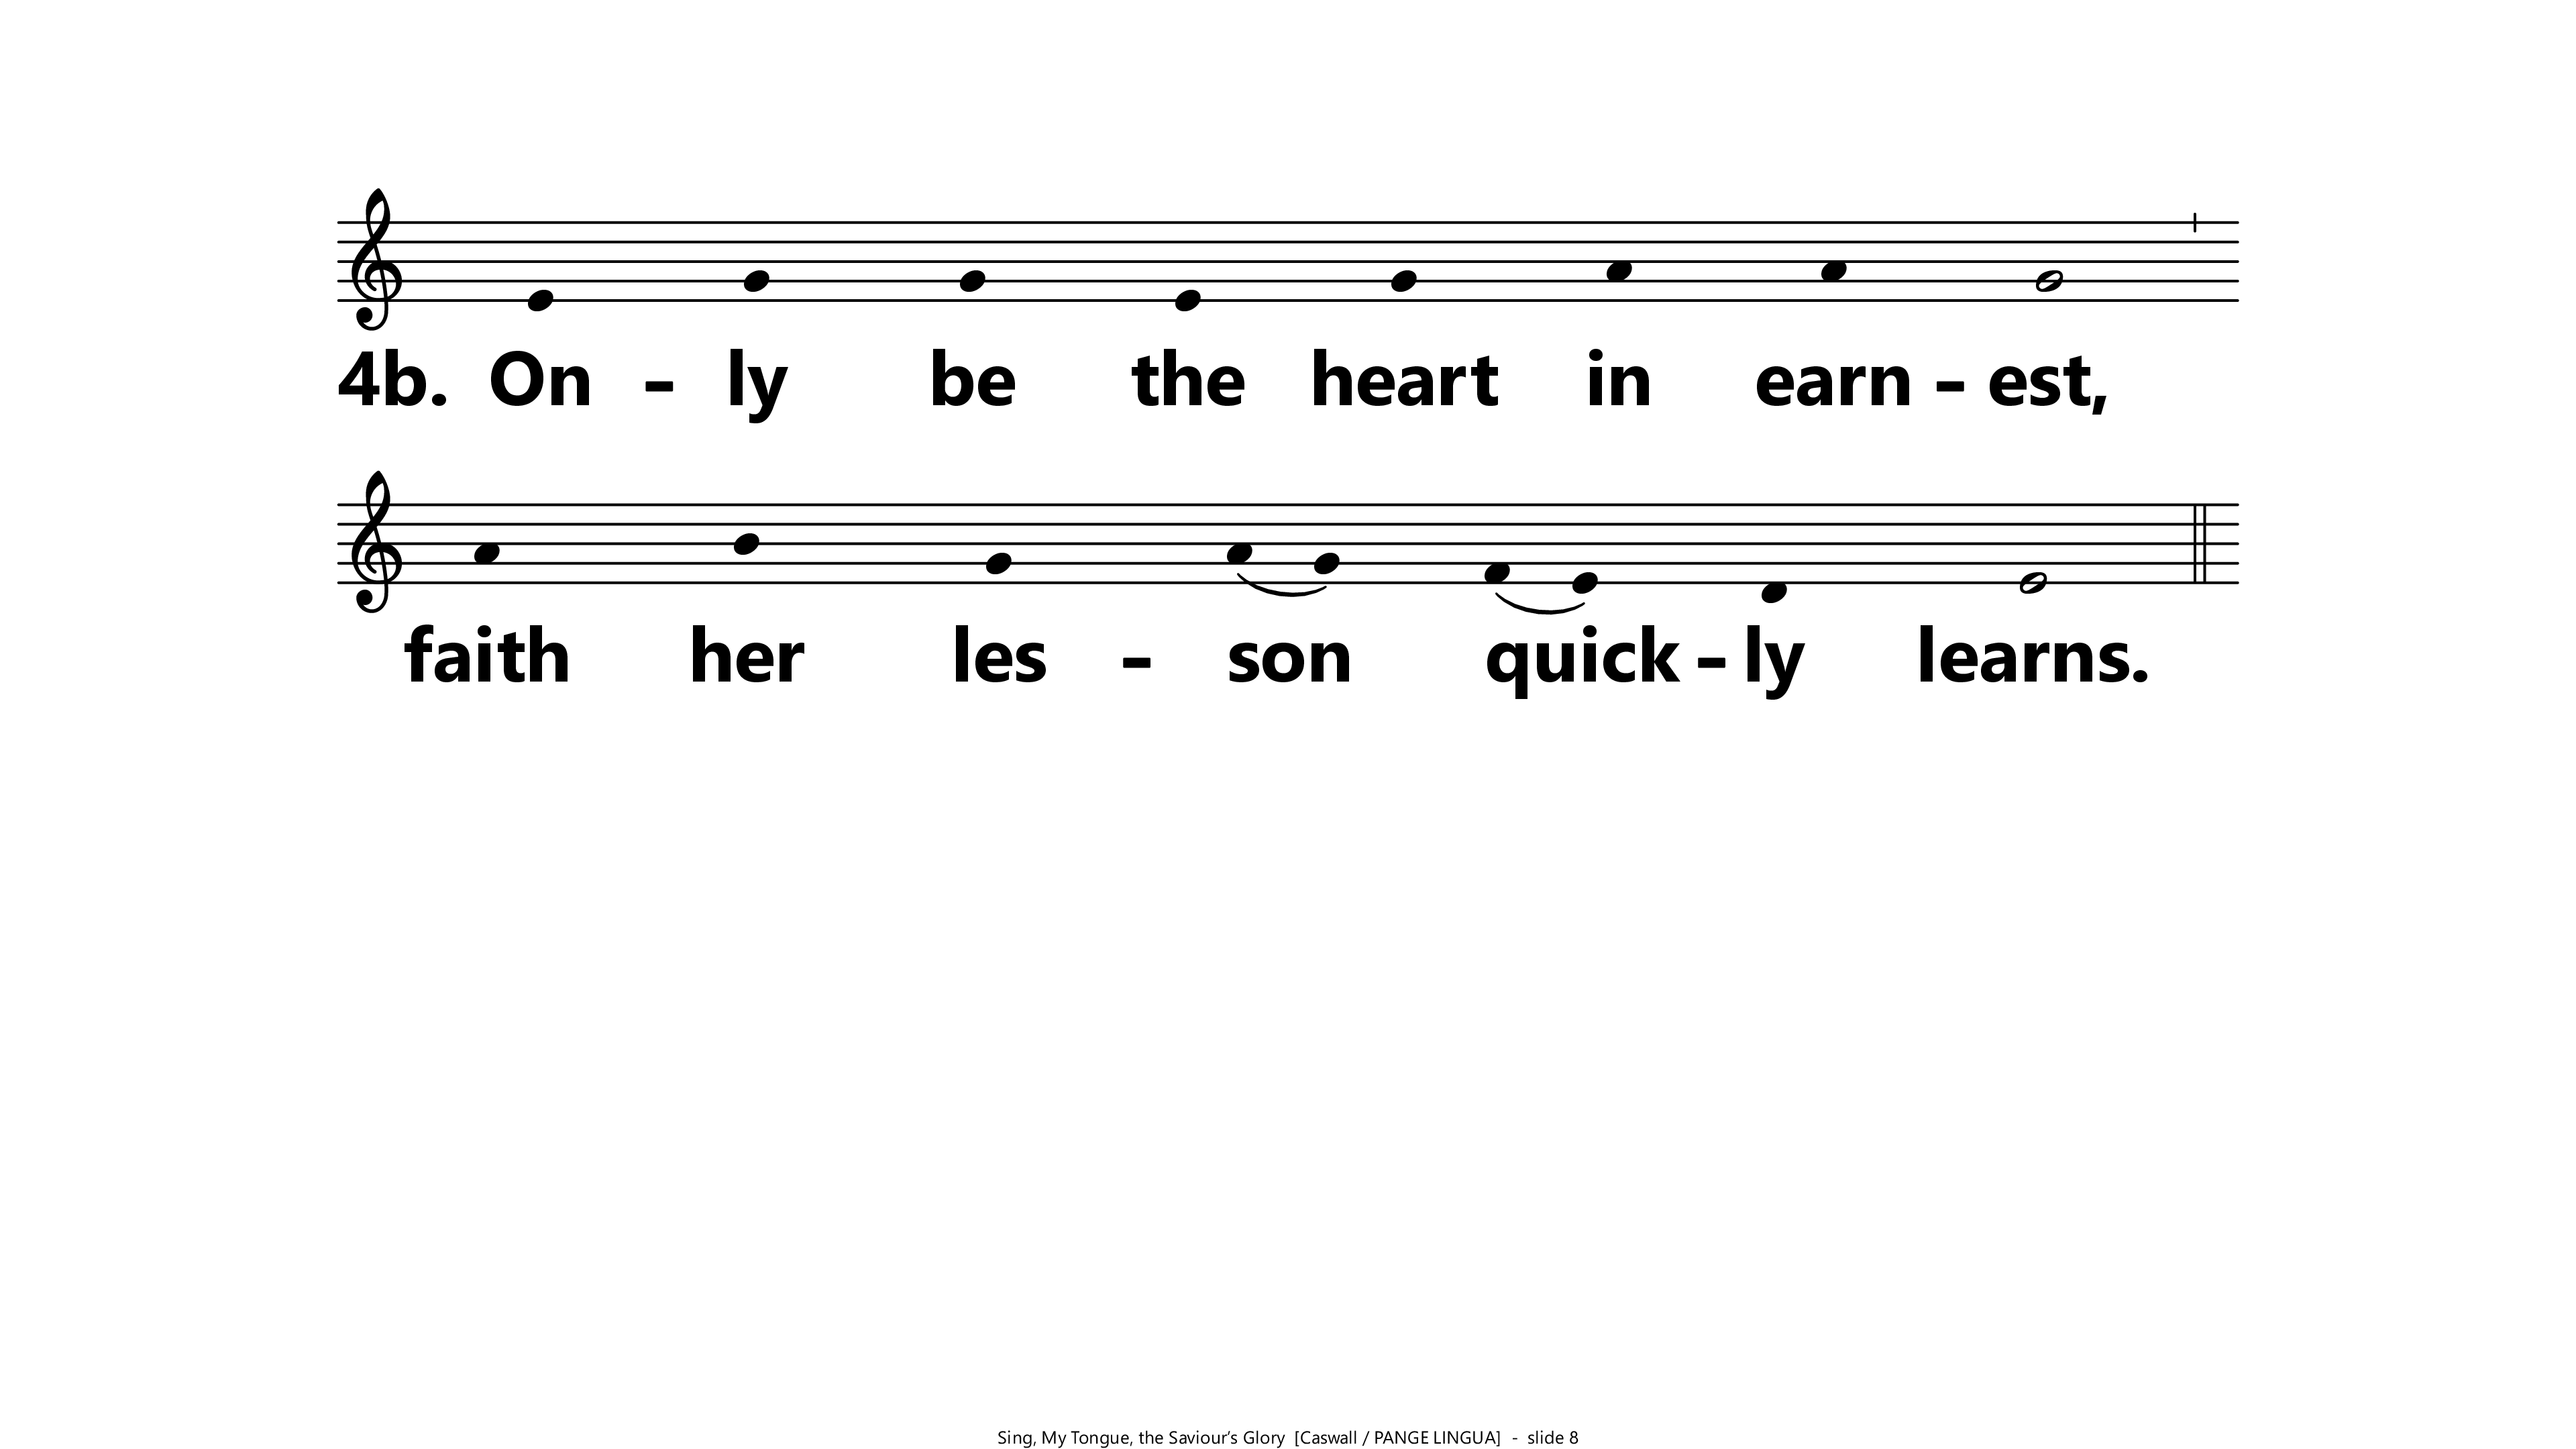 4b. On - ly be the heart in earn - est,
faith her les - son quick - ly learns.
Sing, My Tongue, the Saviour’s Glory [Caswall / PANGE LINGUA] - slide 8